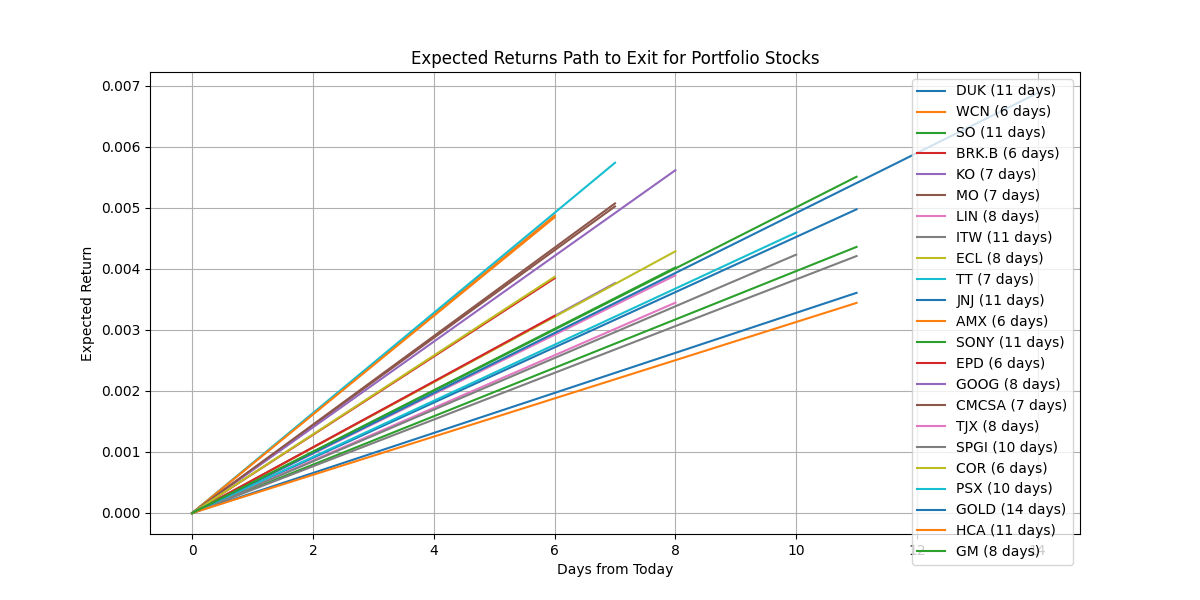 Expected Returns Path to Exit for Portfolio Stocks
Expected Return
0.007
0.006
0.005
0.004
0.003
0.002
0.001
0.000
0
2
4
6
8
10
12
14
Days from Today
DUK (11 days)
WCN (6 days)
SO (11 days)
BRK.B (6 days)
KO (7 days)
MO (7 days)
LIN (8 days)
ITW (11 days)
ECL (8 days)
TT (7 days)
JNJ (11 days)
AMX (6 days)
SONY (11 days)
EPD (6 days)
GOOG (8 days)
CMCSA (7 days)
TJX (8 days)
SPGI (10 days)
COR (6 days)
PSX (10 days)
GOLD (14 days)
HCA (11 days)
GM (8 days)